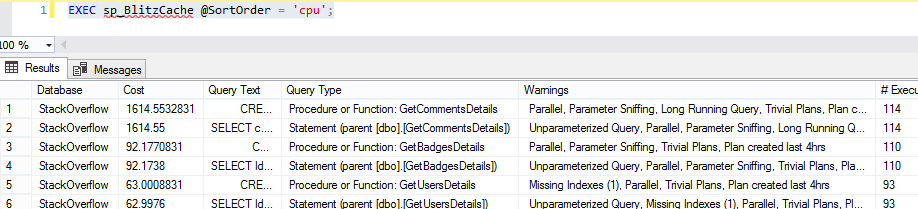 1 EXEC sp_BlitzCache @SortOrder = 'cpu';
100 %
Results Messages
Database Cost Query Text Query Type Warnings # Execu
1 StackOverflow 1614.5532831 CRE... Procedure or Function: GetCommentsDetails Parallel, Parameter Sniffing, Long Running Query, Trivial Plans, Plan c... 114
2 StackOverflow 1614.55 SELECT c.... Statement (parent [dbo].[GetCommentsDetails]) Unparameterized Query, Parallel, Parameter Sniffing, Long Running Q... 114
3 StackOverflow 92.1770831 C... Procedure or Function: GetBadgesDetails Parallel, Parameter Sniffing, Trivial Plans, Plan created last 4hrs 110
4 StackOverflow 92.1738 SELECT Id... Statement (parent [dbo].[GetBadgesDetails]) Unparameterized Query, Parallel, Parameter Sniffing, Trivial Plans, Pla... 110
5 StackOverflow 63.0008831 CRE... Procedure or Function: GetUsersDetails Missing Indexes (1), Parallel, Trivial Plans, Plan created last 4hrs 93
6 StackOverflow 62.9976 SELECT Id... Statement (parent [dbo].[GetUsersDetails]) Unparameterized Query, Missing Indexes (1), Parallel, Trivial Plans, Pl... 93